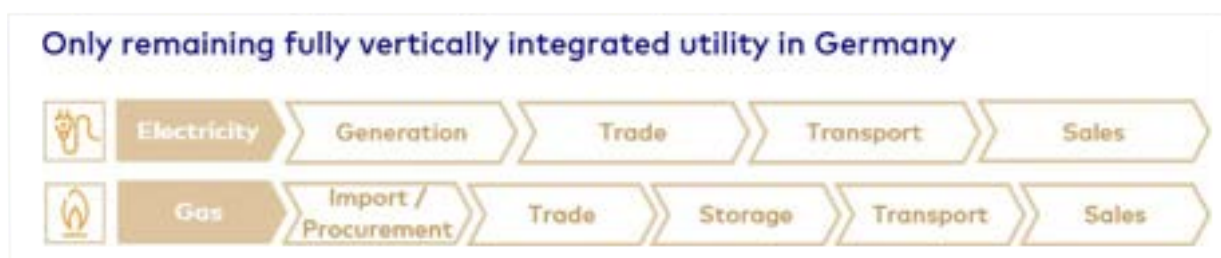 Only remaining fully vertically integrated utility in Germany
Electricity Generation Trade Transport Sales
Gas Import / Procurement Trade Storage Transport Sales